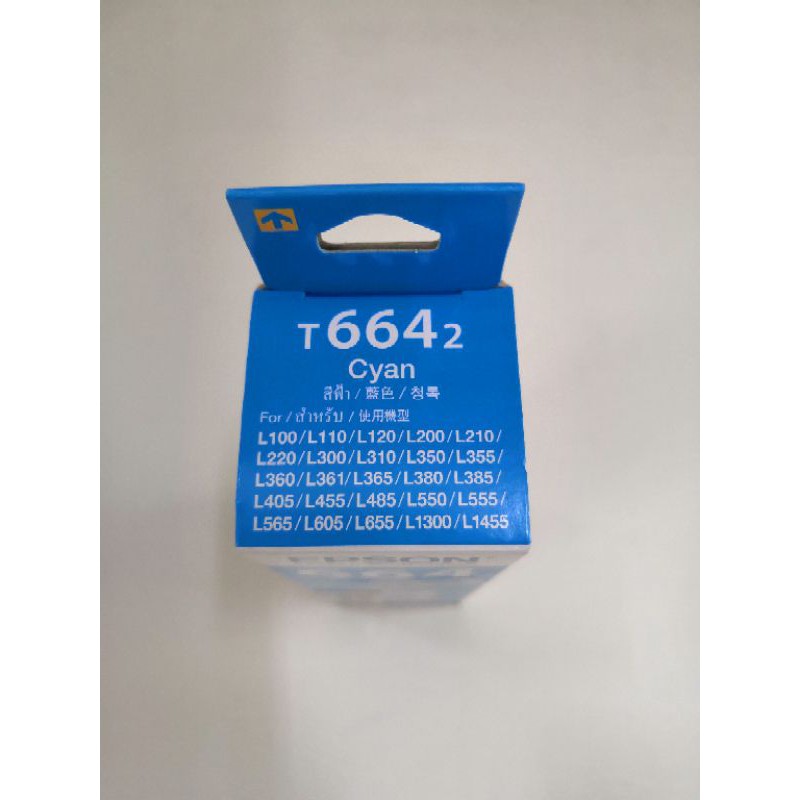 T6642
Cyan
สีฟ้า / 藍色 / 청록
For / สำหรับ / 使用機型
L100/L110/L120/L200/L210/
L220/L300/L310/L350/L355/
L360/L361/L365/L380/L385/
L405/L455/L485/L550/L555/
L565/L605/L655/L1300/L1455
EPSON
664